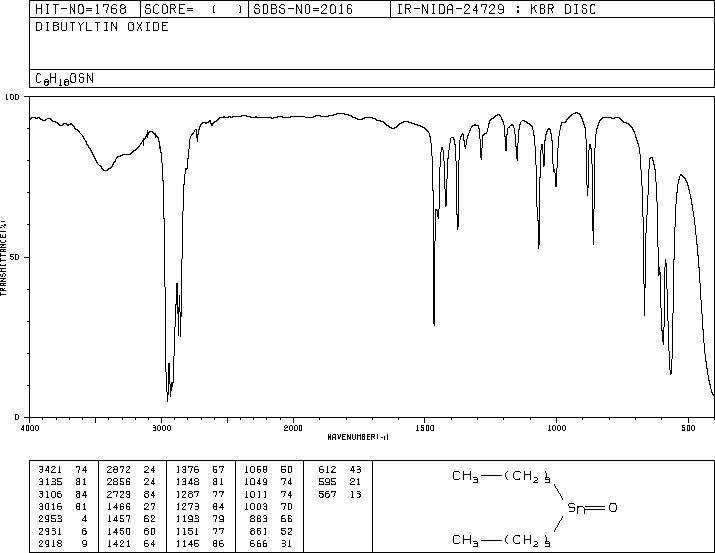 HIT-NO=1768 SCORE= ( ) SDBS-NO=2016 IR-NIDA-24729 : KBR DISC
DIBUTYLTIN OXIDE
C8H18OSN
100
50
0
TRANSMITTANCE(%)
4000 3000 2000 1500 1000 500
WAVENUMBER(-1)
3421 74 2872 24 1376 57 1068 50 612 43
3135 81 2856 24 1348 81 1049 74 595 21
3106 84 2729 84 1287 77 1011 74 567 13
3016 81 1466 27 1273 84 1003 70
2953 4 1457 62 1193 79 883 66
2931 6 1450 60 1151 77 861 52
2918 9 1421 64 1145 86 666 31
CH3—(CH2)3
Sn=O
CH3—(CH2)3